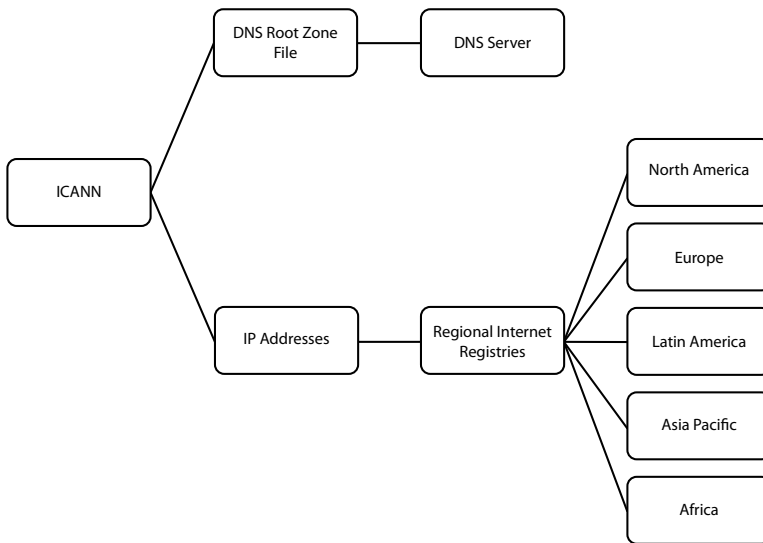 DNS Root Zone
File
DNS Server
ICANN
North America
Europe
IP Addresses
Regional Internet
Registries
Latin America
Asia Pacific
Africa